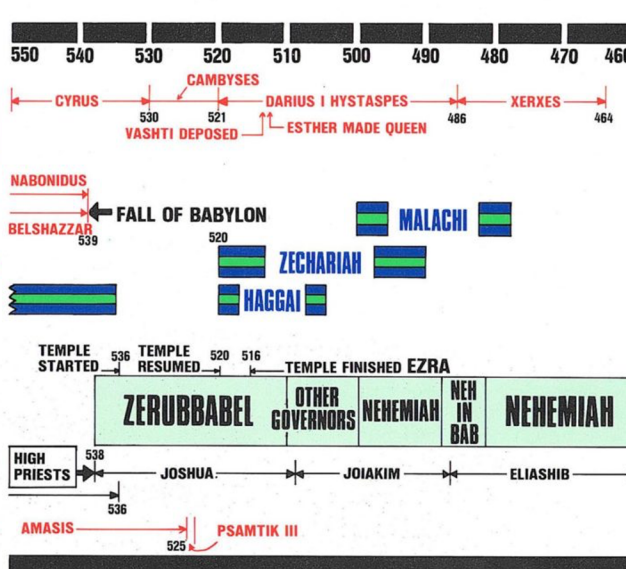 550 540 530 520 510 500 490 480 470 460
CAMBYSES
CYRUS DARIUS I HYSTASPES XERXES
530 521 486 464
VASHTI DEPOSED ESTHER MADE QUEEN
NABONIDUS
FALL OF BABYLON MALACHI
BELSHAZZAR
539 520
ZECHARIAH
HAGGAI
TEMPLE STARTED 536 TEMPLE RESUMED 520 516 TEMPLE FINISHED EZRA
ZERUBBABEL OTHER GOVERNORS NEHEMIAH NEH IN BAB NEHEMIAH
HIGH PRIESTS 538 JOSHUA JOIAKIM ELIASHIB
536
AMASIS PSAMTIK III
525